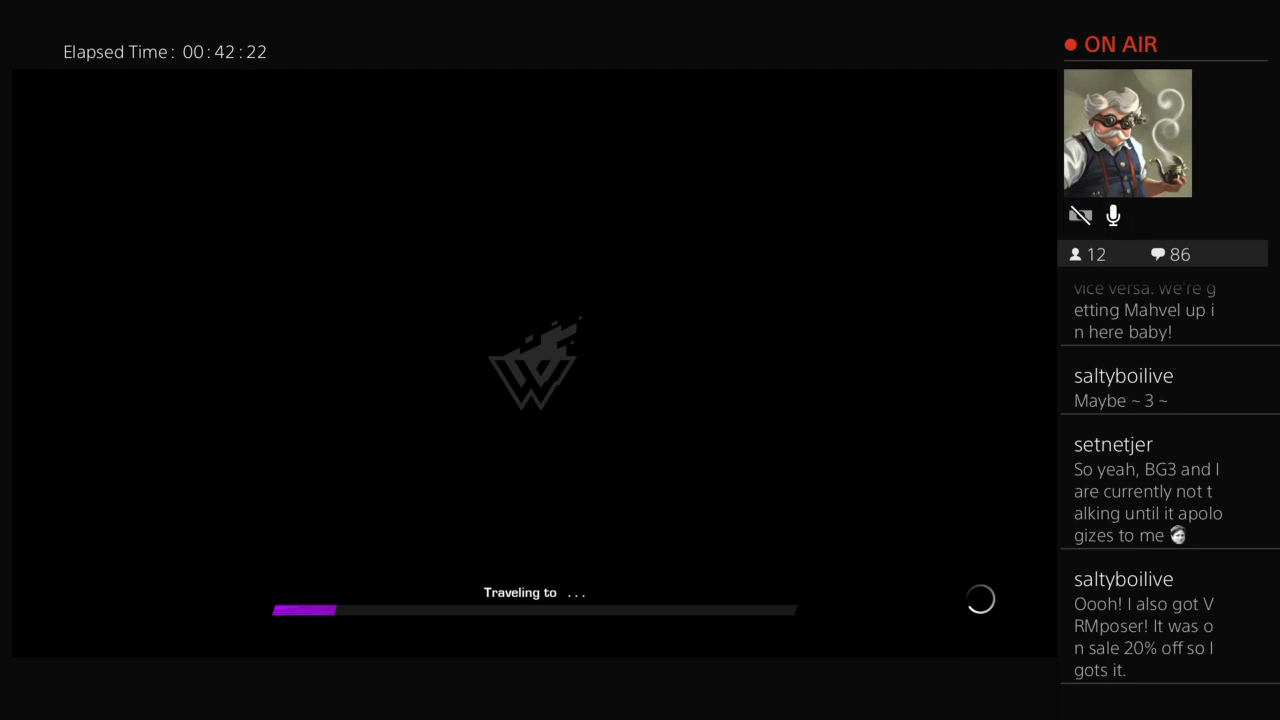 Elapsed Time: 00:42:22
ON AIR
12 86
vice versa. we're g
etting Mahvel up i
n here baby!
saltyboilive
Maybe ~ 3 ~
setnetjer
So yeah, BG3 and I
are currently not t
alking until it apolo
gizes to me
saltyboilive
Oooh! I also got V
RMposer! It was o
n sale 20% off so I
gots it.
Traveling to ...